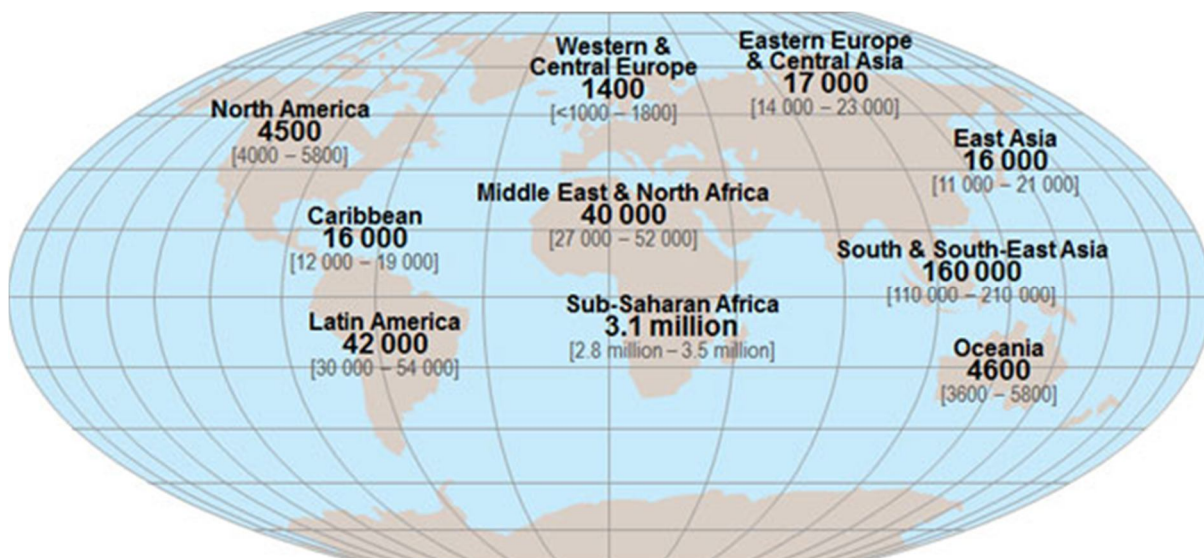 Western &
Central Europe
1400
[<1000 – 1800]
Eastern Europe
& Central Asia
17 000
[14 000 – 23 000]
North America
4500
[4000 – 5800]
East Asia
16 000
[11 000 – 21 000]
Middle East & North Africa
40 000
[27 000 – 52 000]
Caribbean
16 000
[12 000 – 19 000]
South & South-East Asia
160 000
[110 000 – 210 000]
Sub-Saharan Africa
3.1 million
[2.8 million – 3.5 million]
Latin America
42 000
[30 000 – 54 000]
Oceania
4600
[3600 – 5800]